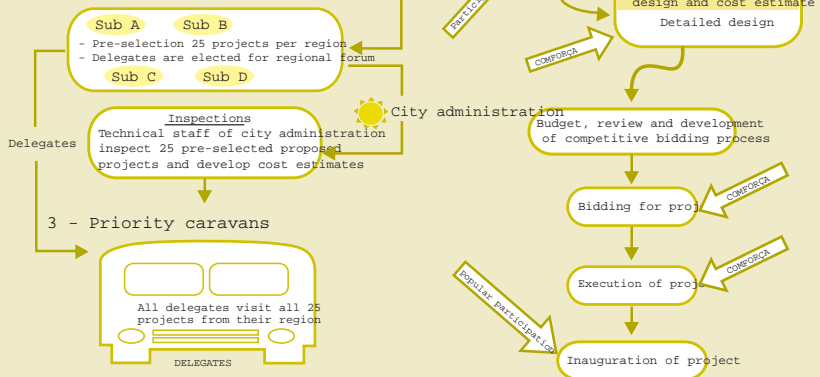 Sub A
Sub B
- Pre-selection 25 projects per region
- Delegates are elected for regional forum
Sub C
Sub D
City administration
Inspections
Technical staff of city administration
inspect 25 pre-selected proposed
projects and develop cost estimates
Delegates
3 - Priority caravans
All delegates visit all 25
projects from their region
DELEGATES
design and cost estimate
Detailed design
COMFORÇA
Budget, review and development
of competitive bidding process
Bidding for proj
COMFORÇA
Execution of proj
COMFORÇA
Popular participation
Inauguration of project